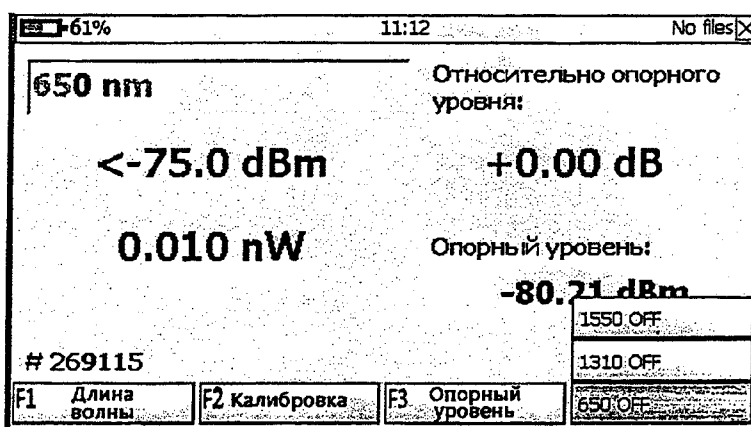 61% 11:12 No files
650 nm
Относительно опорного
уровня:
<-75.0 dBm
+0.00 dB
0.010 nW
Опорный уровень:
-80.21 dBm
1550 OFF
1310 OFF
650 OFF
# 269115
F1 Длина
волны
F2 Калибровка
F3 Опорный
уровень